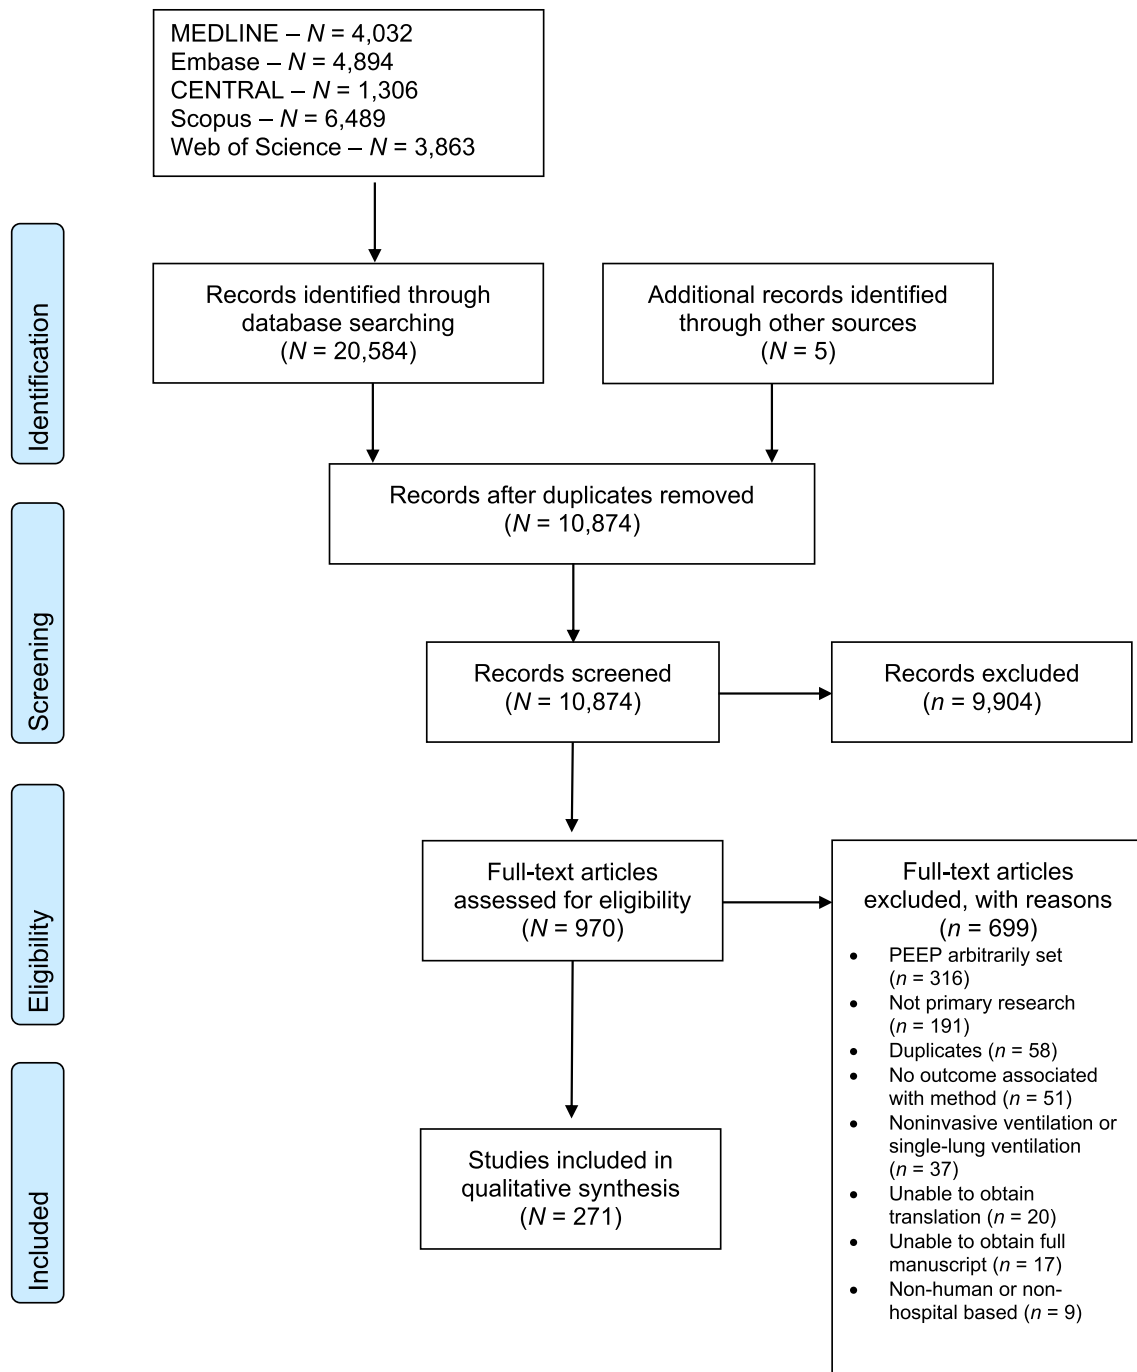 MEDLINE – N = 4,032
Embase – N = 4,894
CENTRAL – N = 1,306
Scopus – N = 6,489
Web of Science – N = 3,863
Identification
Records identified through
database searching
(N = 20,584)
Additional records identified
through other sources
(N = 5)
Records after duplicates removed
(N = 10,874)
Screening
Records screened
(N = 10,874)
Records excluded
(n = 9,904)
Eligibility
Full-text articles
assessed for eligibility
(N = 970)
Full-text articles
excluded, with reasons
(n = 699)
• PEEP arbitrarily set
(n = 316)
• Not primary research
(n = 191)
• Duplicates (n = 58)
• No outcome associated
with method (n = 51)
• Noninvasive ventilation or
single-lung ventilation
(n = 37)
• Unable to obtain
translation (n = 20)
• Unable to obtain full
manuscript (n = 17)
• Non-human or non-
hospital based (n = 9)
Included
Studies included in
qualitative synthesis
(N = 271)